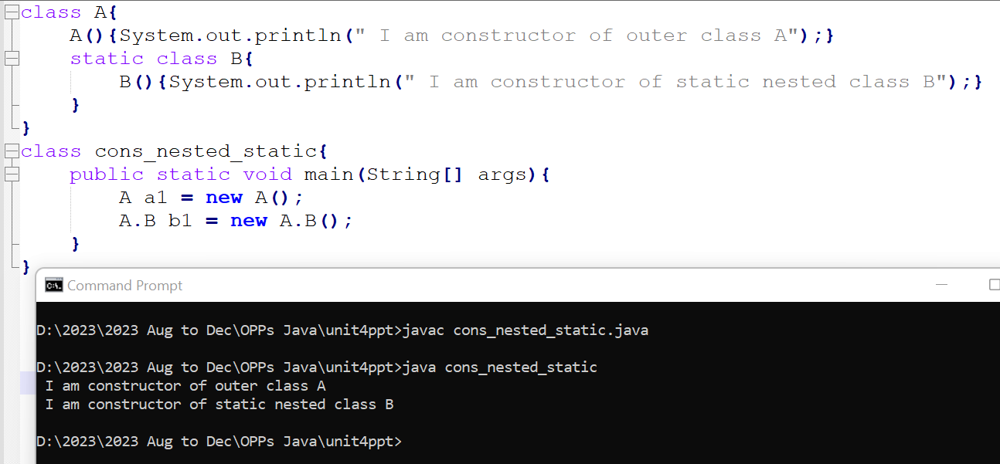 class A{
A(){System.out.println(" I am constructor of outer class A");}
static class B{
B(){System.out.println(" I am constructor of static nested class B");}
}
}
class cons_nested_static{
public static void main(String[] args){
A a1 = new A();
A.B b1 = new A.B();
}
}
C:\.
Command Prompt
D:\2023\2023 Aug to Dec\OPPs Java\unit4ppt>javac cons_nested_static.java
D:\2023\2023 Aug to Dec\OPPs Java\unit4ppt>java cons_nested_static
I am constructor of outer class A
I am constructor of static nested class B
D:\2023\2023 Aug to Dec\OPPs Java\unit4ppt>